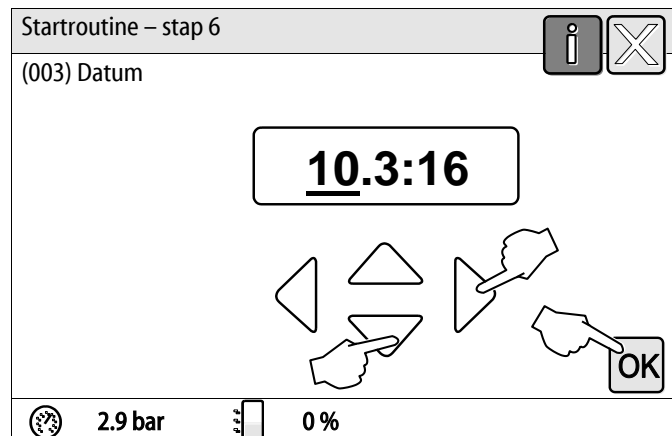 Startroutine – stap 6
i X
(003) Datum
10.3:16
OK
2.9 bar 0 %